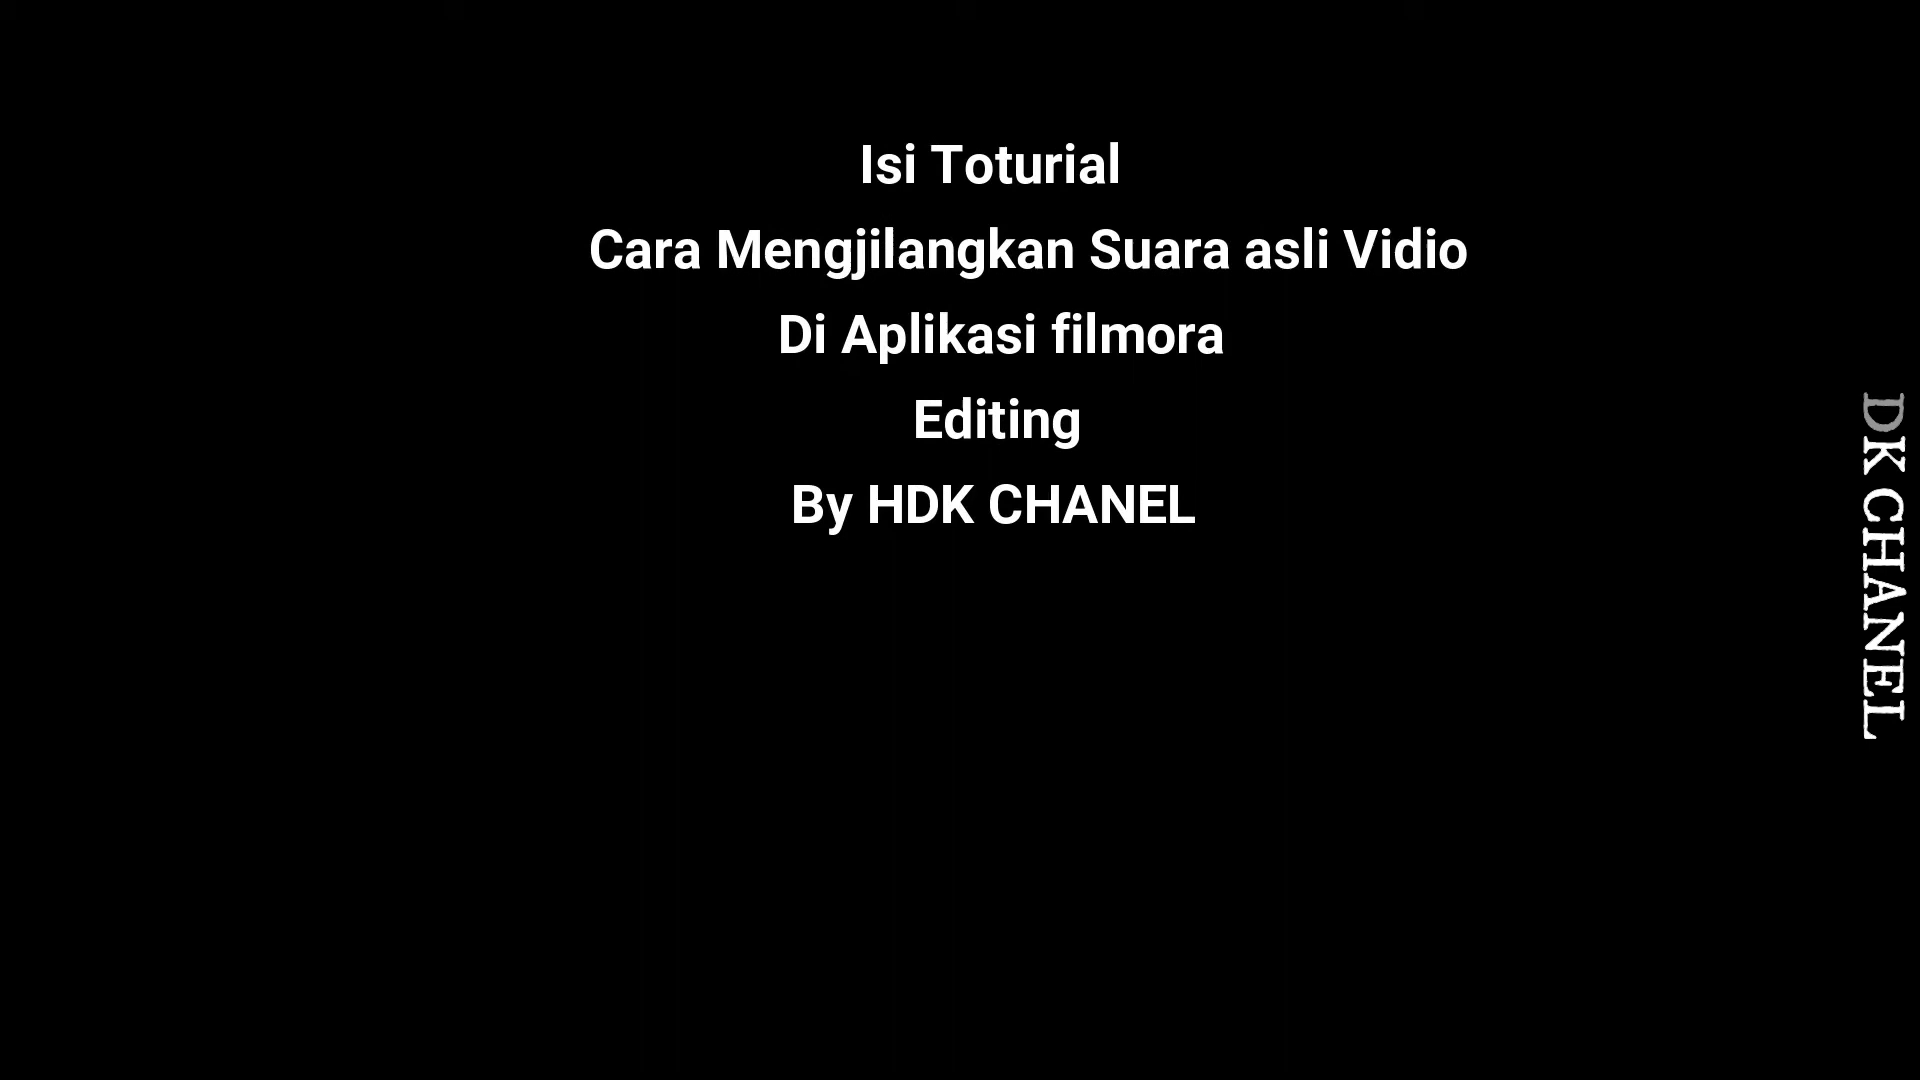 Isi Toturial
Cara Mengjilangkan Suara asli Vidio
Di Aplikasi filmora
Editing
By HDK CHANEL
DK CHANEL